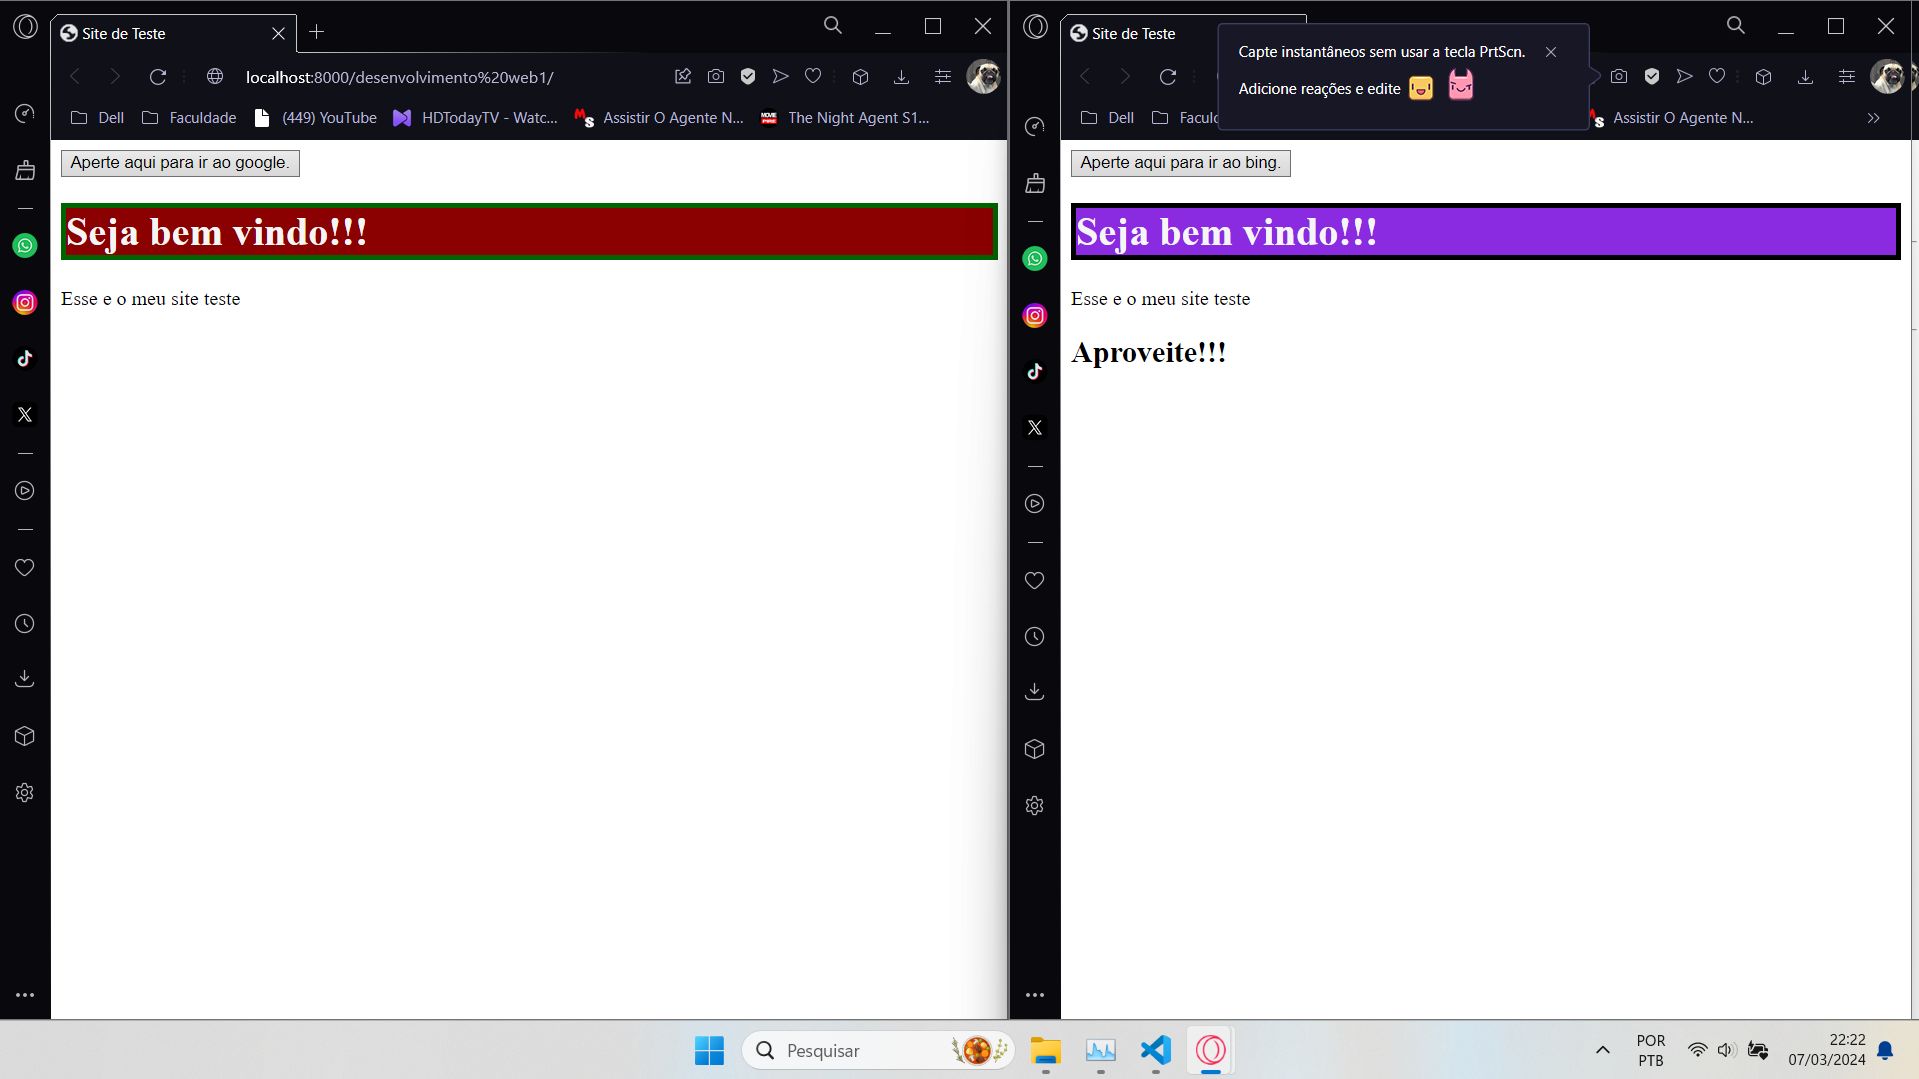 Site de Teste
localhost:8000/desenvolvimento%20web1/
Dell
Faculdade
(449) YouTube
HDTodayTV - Watc...
Assistir O Agente N...
The Night Agent S1...
Aperte aqui para ir ao google.
Seja bem vindo!!!
Esse e o meu site teste
Site de Teste
Capte instantâneos sem usar a tecla PrtScn.
Adicione reações e edite
Dell
Facul
Assistir O Agente N...
Aperte aqui para ir ao bing.
Seja bem vindo!!!
Esse e o meu site teste
Aproveite!!!
Pesquisar
POR
PTB
22:22
07/03/2024